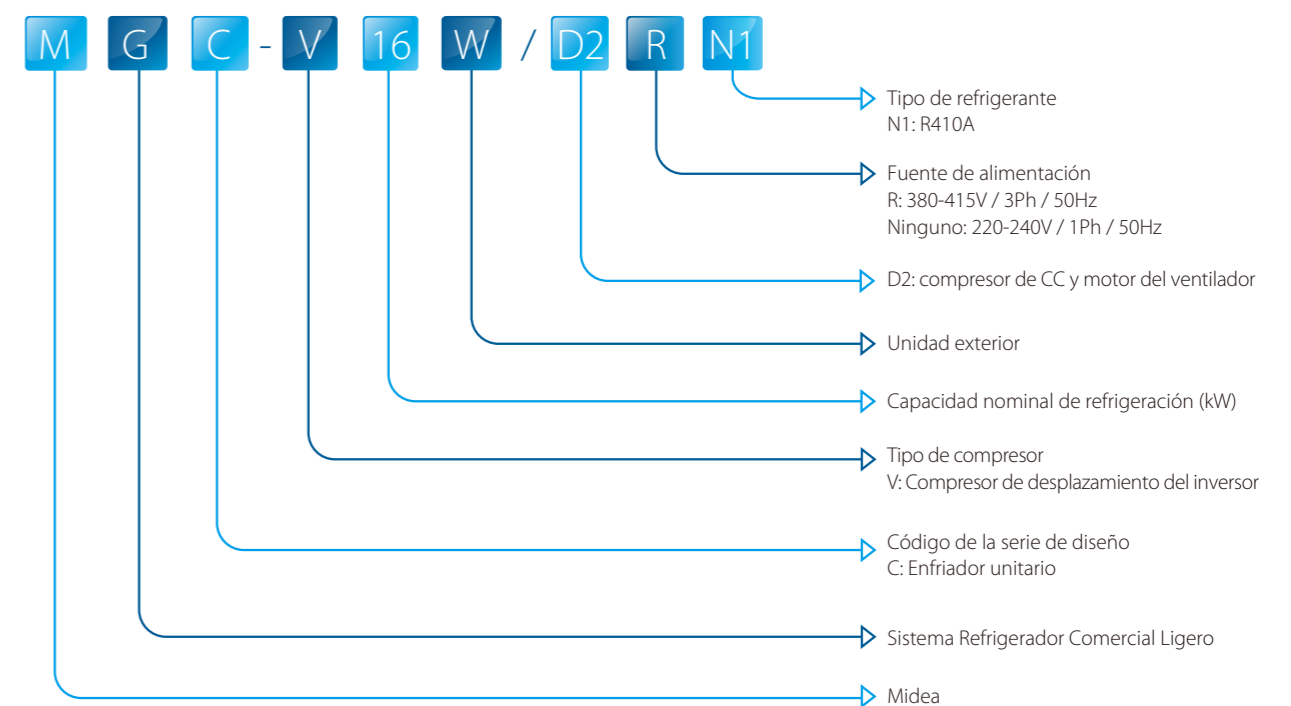 M G C - V 16 W / D2 R N1
Tipo de refrigerante
N1: R410A
Fuente de alimentación
R: 380-415V / 3Ph / 50Hz
Ninguno: 220-240V / 1Ph / 50Hz
D2: compresor de CC y motor del ventilador
Unidad exterior
Capacidad nominal de refrigeración (kW)
Tipo de compresor
V: Compresor de desplazamiento del inversor
Código de la serie de diseño
C: Enfriador unitario
Sistema Refrigerador Comercial Ligero
Midea